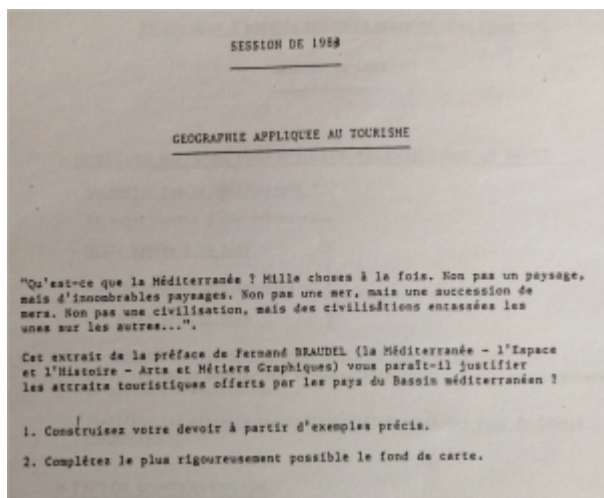 SESSION DE 1983
GEOGRAPHIE APPLIQUEE AU TOURISME
"Qu'est-ce que la Méditerranée ? Mille choses à la fois. Non pas un paysage,
mais d'innombrables paysages. Non pas une mer, mais une succession de
mers. Non pas une civilisation, mais des civilisations entassées les
unes sur les autres...".
Cet extrait de la préface de Fernand BRAUDEL (la Méditerranée - l'Espace
et l'Histoire - Arts et Métiers Graphiques) vous paraît-il justifier
les attraits touristiques offerts par les pays du Bassin méditerranéen ?
1. Construisez votre devoir à partir d'exemples précis.
2. Complétez le plus rigoureusement possible le fond de carte.